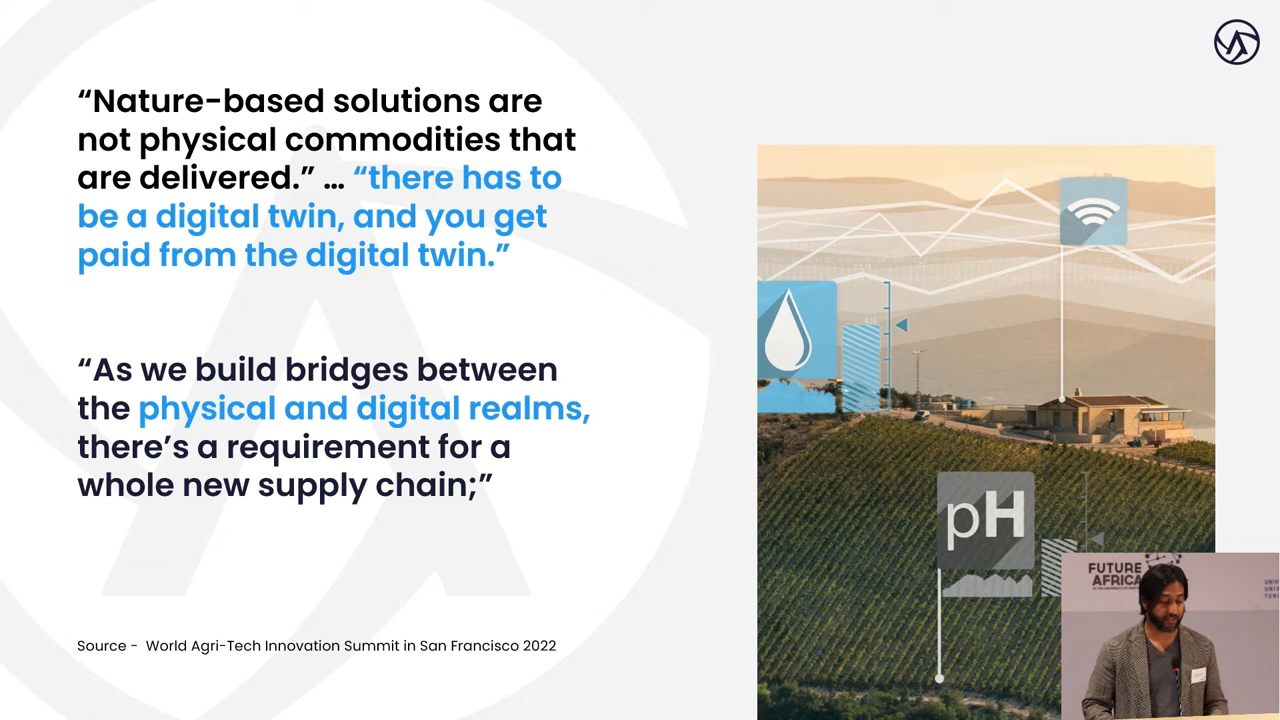 “Nature-based solutions are
not physical commodities that
are delivered.” ... “there has to
be a digital twin, and you get
paid from the digital twin.”
“As we build bridges between
the physical and digital realms,
there’s a requirement for a
whole new supply chain;”
pH
FUTURE
AFRICA
Source - World Agri-Tech Innovation Summit in San Francisco 2022